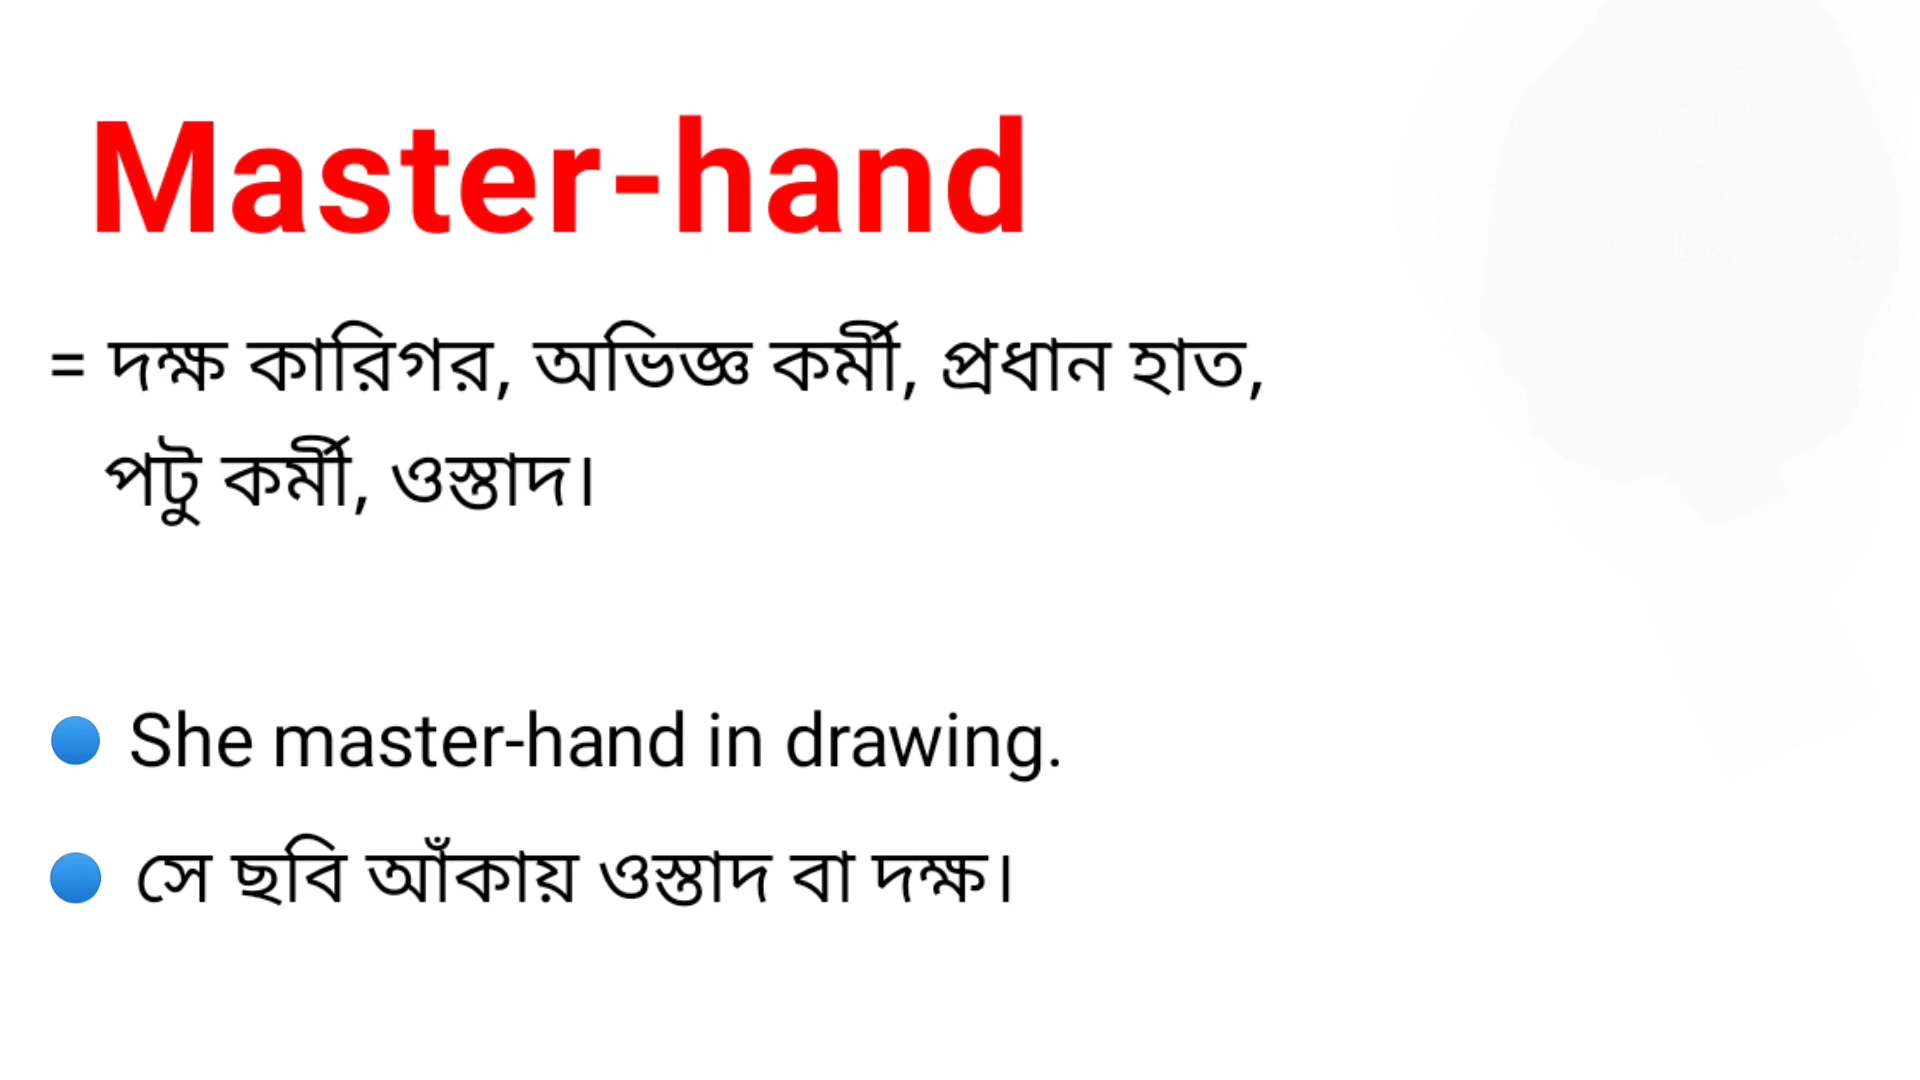 Master-hand
= দক্ষ কারিগর, অভিজ্ঞ কর্মী, প্রধান হাত,
পটু কর্মী, ওস্তাদ।
She master-hand in drawing.
সে ছবি আঁকায় ওস্তাদ বা দক্ষ।